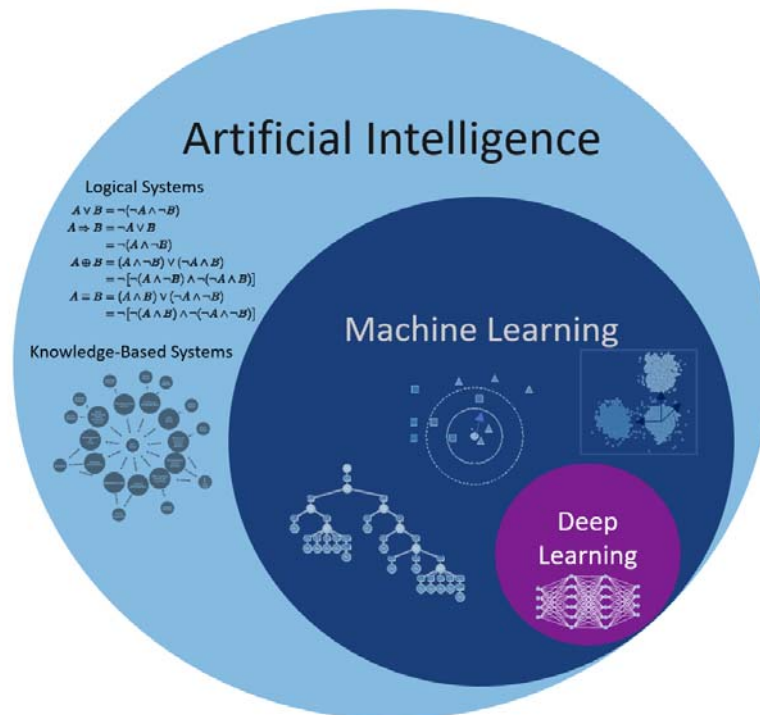 Artificial Intelligence
Logical Systems
A ∨ B = ¬(¬A ∧ ¬B)
A ⇒ B = ¬A ∨ B
= ¬(A ∧ ¬B)
A ⊕ B = (A ∧ ¬B) ∨ (¬A ∧ B)
= ¬[¬(A ∧ ¬B) ∧ ¬(¬A ∧ B)]
A ≡ B = (A ∧ B) ∨ (¬A ∧ ¬B)
= ¬[¬(A ∧ B) ∧ ¬(¬A ∧ ¬B)]
Knowledge-Based Systems
Machine Learning
Deep
Learning